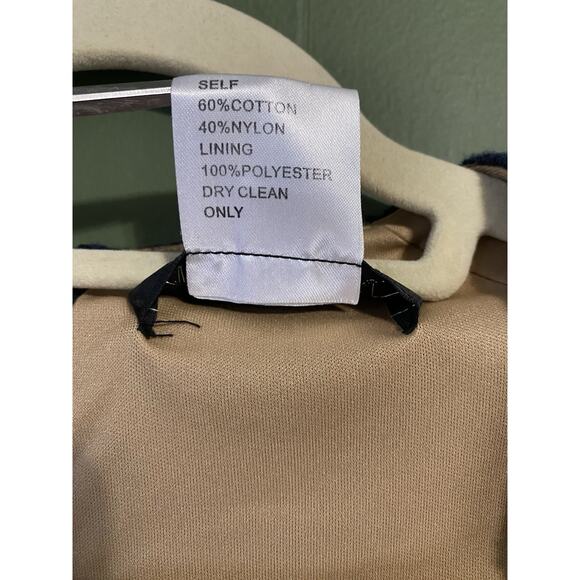 SELF
60%COTTON
40%NYLON
LINING
100%POLYESTER
DRY CLEAN
ONLY